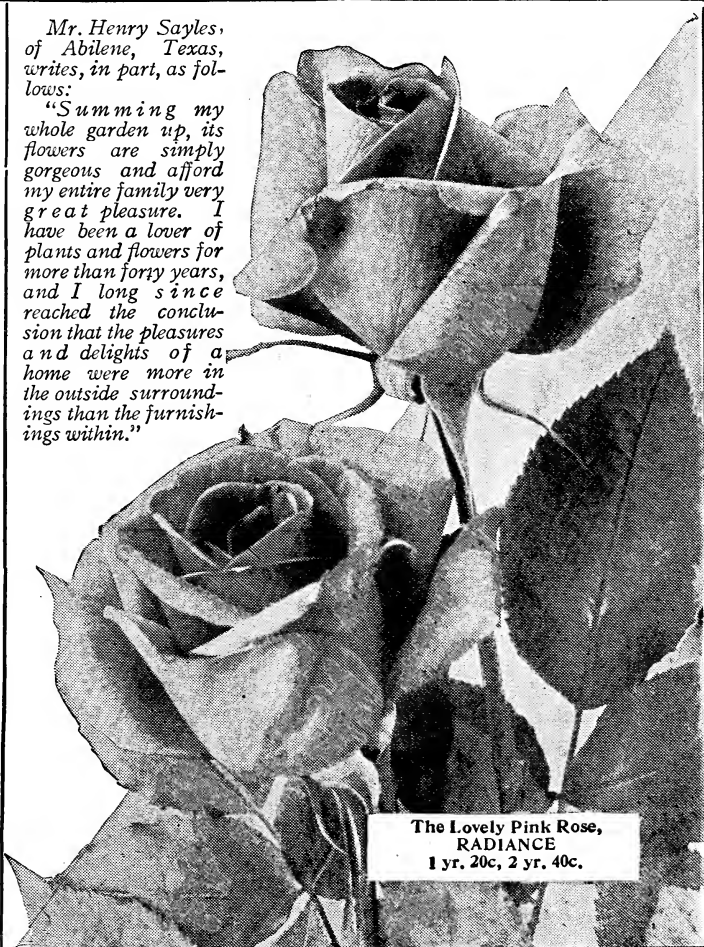 Mr. Henry Sayles,
of Abilene, Texas,
writes, in part, as fol-
lows:
"Summing my
whole garden up, its
flowers are simply
gorgeous and afford
my entire family very
great pleasure. I
have been a lover of
plants and flowers for
more than forty years,
and I long since
reached the conclu-
sion that the pleasures
and delights of a
home were more in
the outside surround-
ings than the furnish-
ings within."
The Lovely Pink Rose,
RADIANCE
1 yr. 20c, 2 yr. 40c.